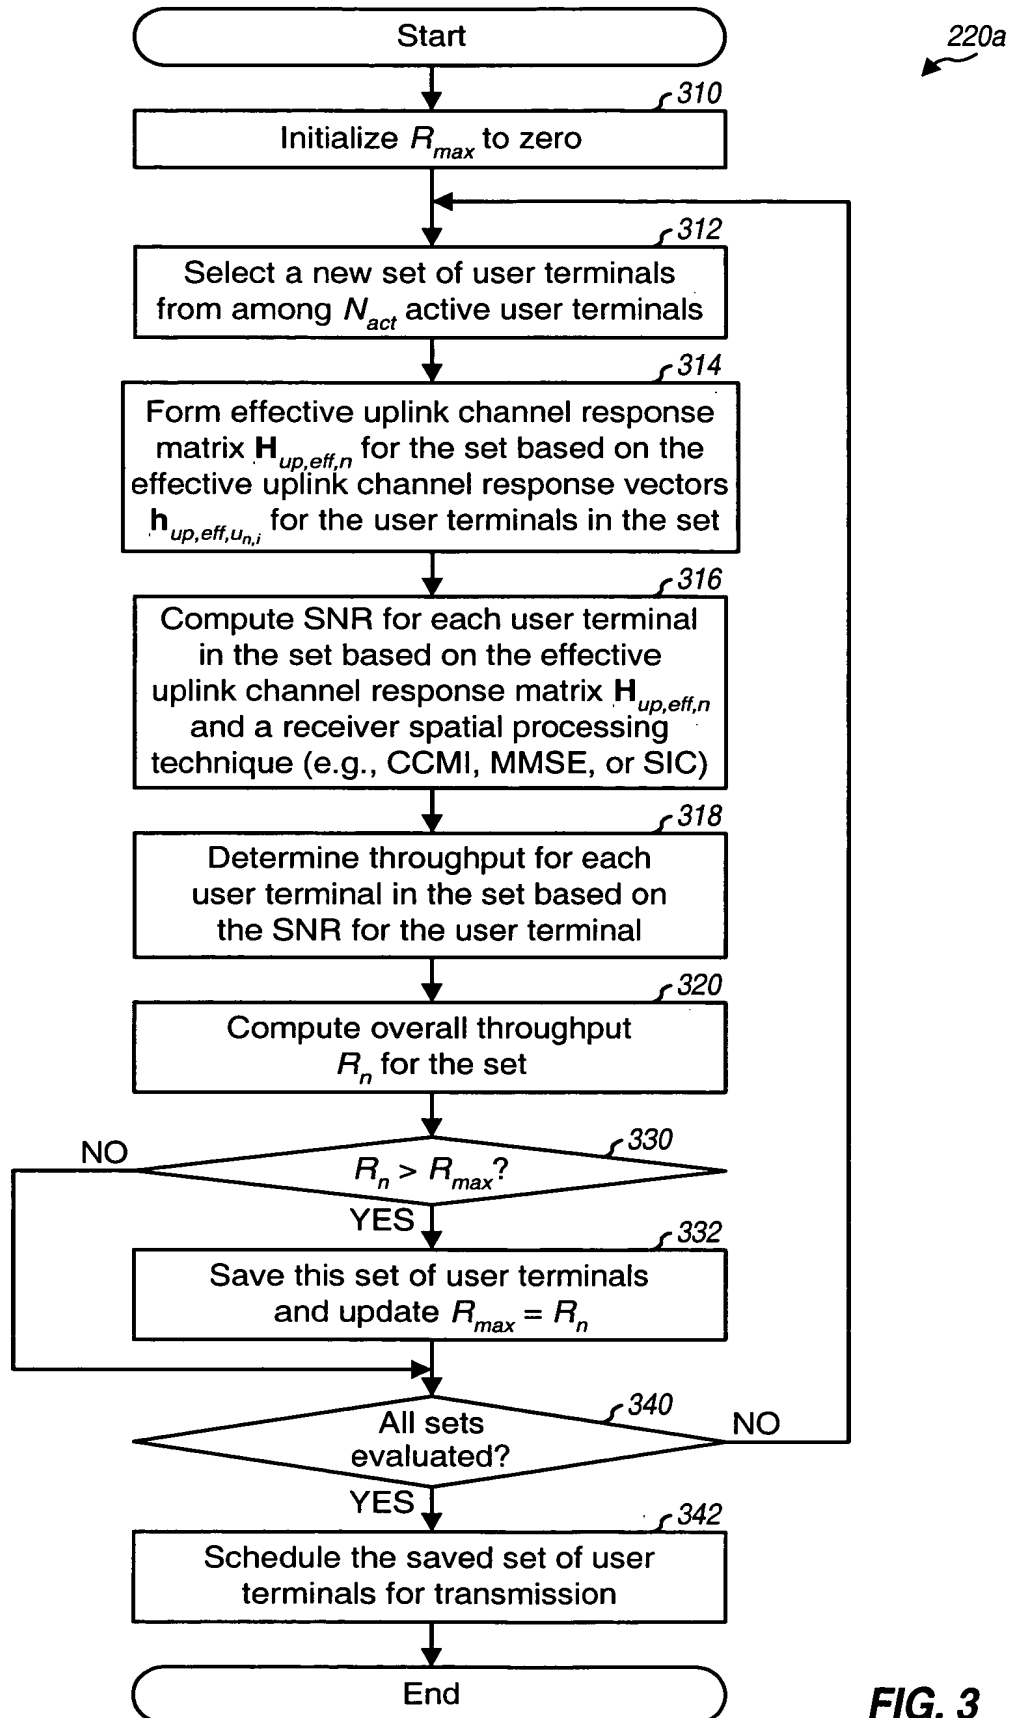 Start
220a
310
Initialize R_max to zero
312
Select a new set of user terminals
from among N_act active user terminals
314
Form effective uplink channel response
matrix H_up,eff,n for the set based on the
effective uplink channel response vectors
h_up,eff,u_n,i for the user terminals in the set
316
Compute SNR for each user terminal
in the set based on the effective
uplink channel response matrix H_up,eff,n
and a receiver spatial processing
technique (e.g., CCMI, MMSE, or SIC)
318
Determine throughput for each
user terminal in the set based on
the SNR for the user terminal
320
Compute overall throughput
R_n for the set
330
NO
R_n > R_max?
YES
332
Save this set of user terminals
and update R_max = R_n
340
All sets
evaluated?
NO
YES
342
Schedule the saved set of user
terminals for transmission
End
FIG. 3